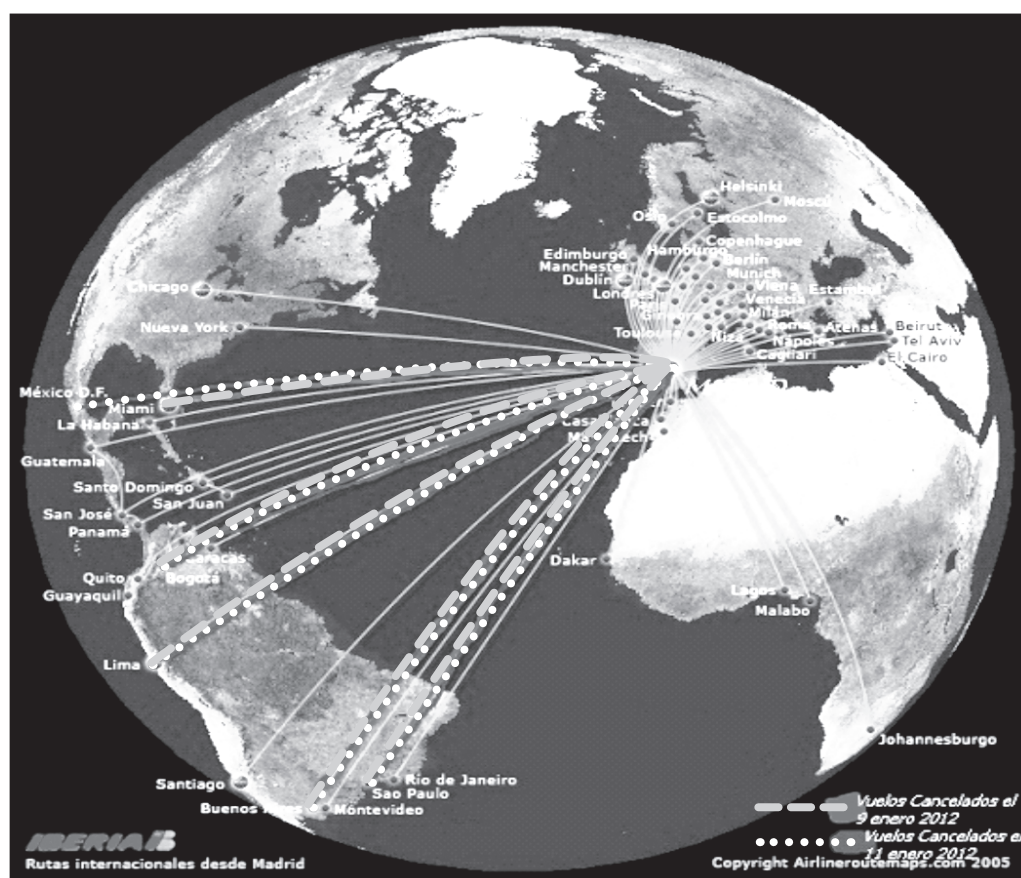 Helsinki
Moscú
Oslo
Estocolmo
Copenhague
Hamburgo
Edimburgo
Manchester
Berlín
Dublín
Munich
Londres
Viena
Estambul
Venecia
Milán
Chicago
Nueva York
Toulouse
Niza
Roma
Atenas
Beirut
Nápoles
Tel Aviv
Cagliari
El Cairo
México D.F.
Miami
La Habana
Guatemala
Santo Domingo
San Juan
San José
Panamá
Caracas
Dakar
Quito
Bogotá
Guayaquil
Lagos
Malabo
Lima
Johannesburgo
Santiago
Río de Janeiro
Sao Paulo
Buenos
Montevideo
Vuelos Cancelados el
9 enero 2012
Vuelos Cancelados el
11 enero 2012
IBERIA
Rutas internacionales desde Madrid
Copyright Airlineroutemaps.com 2005